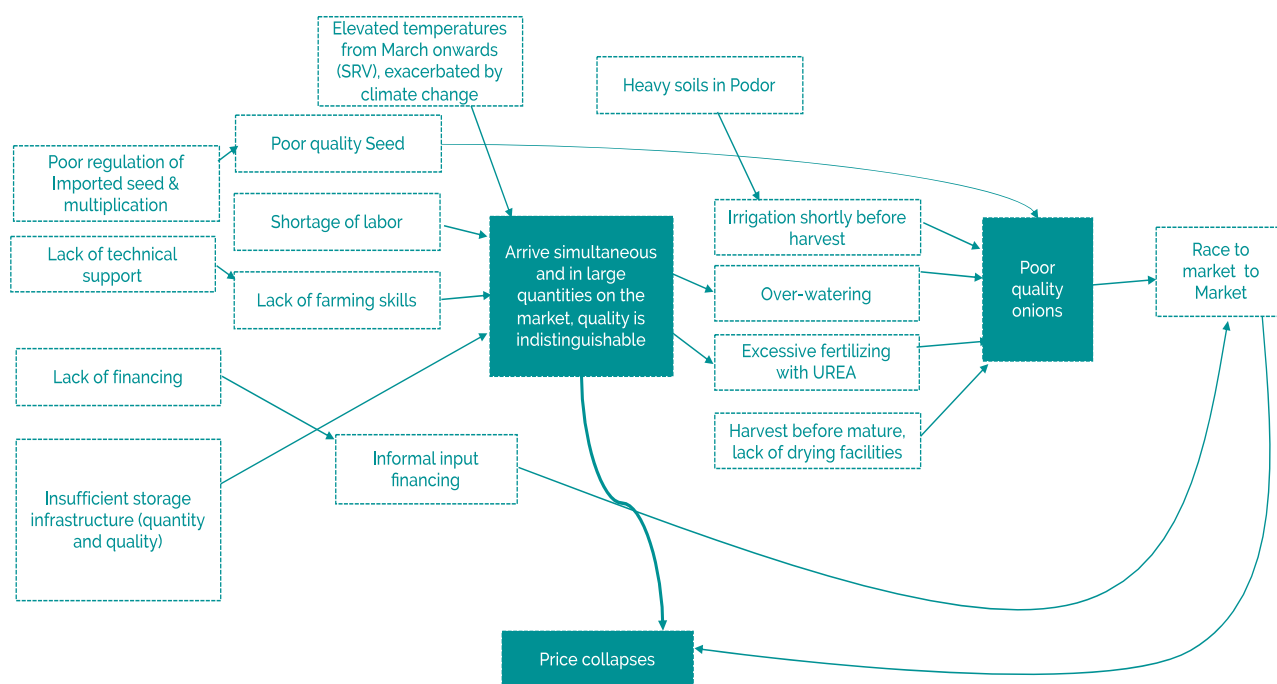 Elevated temperatures
from March onwards
(SRV), exacerbated by
climate change
Heavy soils in Podor
Poor quality Seed
Poor regulation of
Imported seed &
multiplication
Shortage of labor
Lack of technical
support
Lack of farming skills
Arrive simultaneous
and in large
quantities on the
market, quality is
indistinguishable
Irrigation shortly before
harvest
Over-watering
Excessive fertilizing
with UREA
Harvest before mature,
lack of drying facilities
Poor
quality
onions
Race to
market to
Market
Lack of financing
Informal input
financing
Insufficient storage
infrastructure (quantity
and quality)
Price collapses